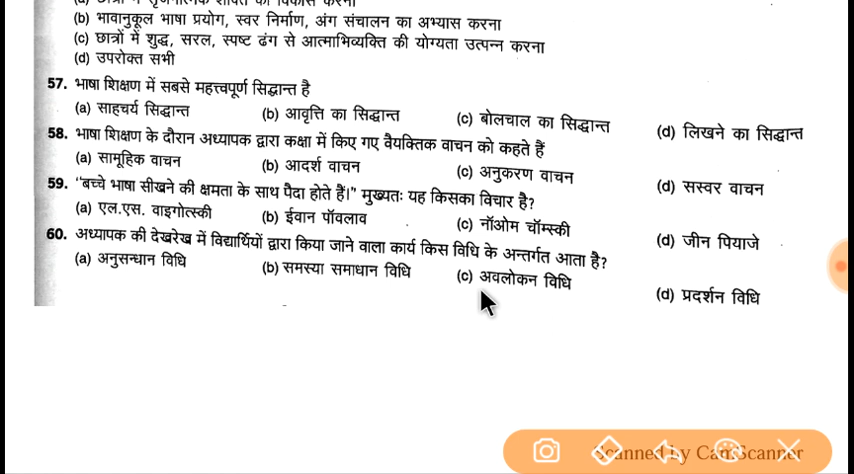 (b) भावानुकूल भाषा प्रयोग, स्वर निर्माण, अंग संचालन का अभ्यास करना
(c) छात्रों में शुद्ध, सरल, स्पष्ट ढंग से आत्माभिव्यक्ति की योग्यता उत्पन्न करना
(d) उपरोक्त सभी
57. भाषा शिक्षण में सबसे महत्त्वपूर्ण सिद्धान्त है
(a) साहचर्य सिद्धान्त (b) आवृत्ति का सिद्धान्त (c) बोलचाल का सिद्धान्त (d) लिखने का सिद्धान्त
58. भाषा शिक्षण के दौरान अध्यापक द्वारा कक्षा में किए गए वैयक्तिक वाचन को कहते हैं
(a) सामूहिक वाचन (b) आदर्श वाचन (c) अनुकरण वाचन (d) सस्वर वाचन
59. "बच्चे भाषा सीखने की क्षमता के साथ पैदा होते हैं।" मुख्यतः यह किसका विचार है?
(a) एल.एस. वाइगोत्स्की (b) ईवान पॉवलाव (c) नॉओम चॉम्स्की (d) जीन पियाजे
60. अध्यापक की देखरेख में विद्यार्थियों द्वारा किया जाने वाला कार्य किस विधि के अन्तर्गत आता है?
(a) अनुसन्धान विधि (b) समस्या समाधान विधि (c) अवलोकन विधि (d) प्रदर्शन विधि
Scanned by CamScanner